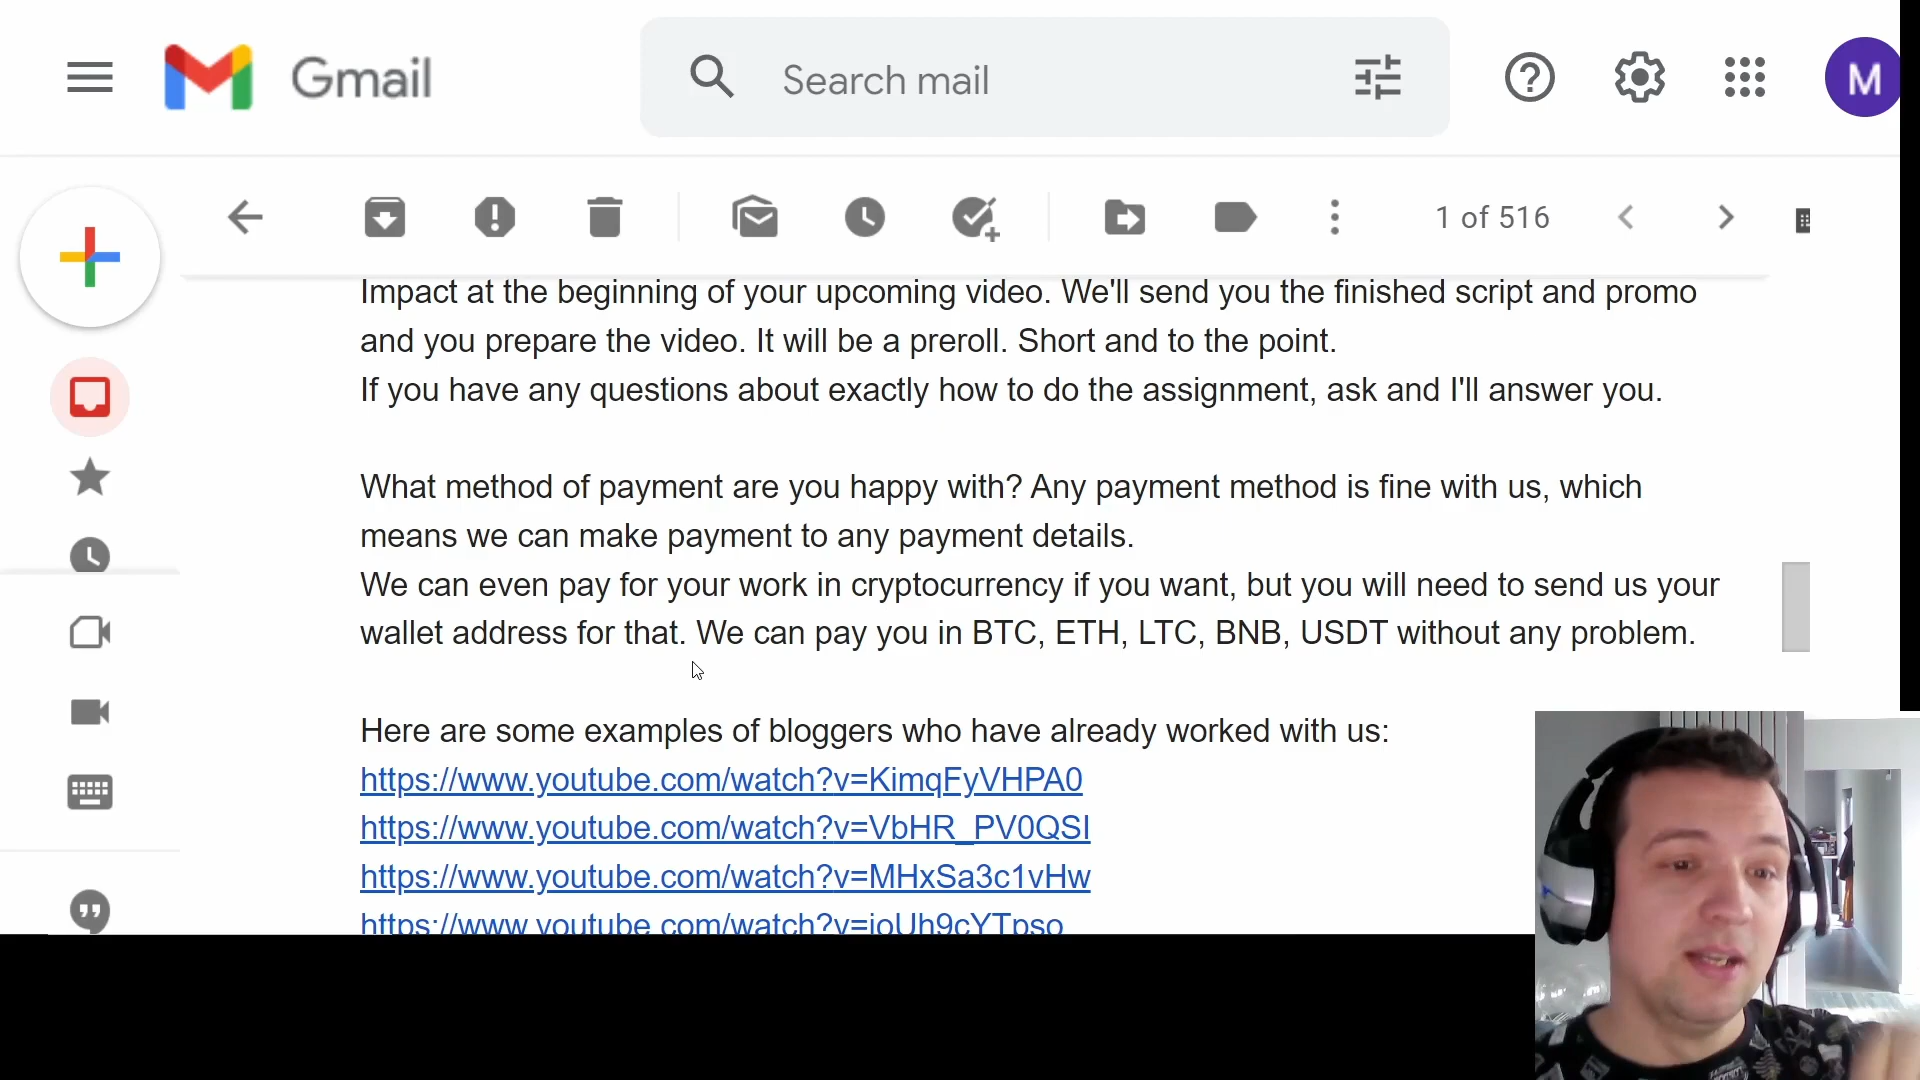 Gmail
Search mail
M
1 of 516
Impact at the beginning of your upcoming video. We'll send you the finished script and promo
and you prepare the video. It will be a preroll. Short and to the point.
If you have any questions about exactly how to do the assignment, ask and I'll answer you.
What method of payment are you happy with? Any payment method is fine with us, which
means we can make payment to any payment details.
We can even pay for your work in cryptocurrency if you want, but you will need to send us your
wallet address for that. We can pay you in BTC, ETH, LTC, BNB, USDT without any problem.
Here are some examples of bloggers who have already worked with us:
https://www.youtube.com/watch?v=KimqFyVHPA0
https://www.youtube.com/watch?v=VbHR_PV0QSI
https://www.youtube.com/watch?v=MHxSa3c1vHw
https://www.youtube.com/watch?v=ioUh9cYTpso